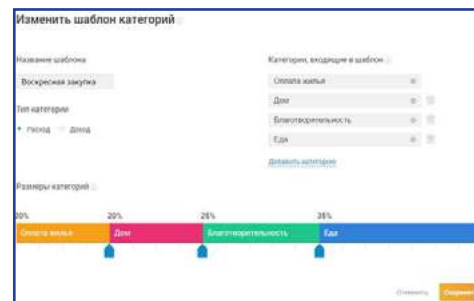 Изменить шаблон категорий
Название шаблона
Воскресная закупка
Тип категории
Расход Доход
Категории, входящие в шаблон
Оплата жилья
Дом
Благотворительность
Еда
Добавить категорию
Размеры категорий
20% 20% 25% 35%
Оплата жилья Дом Благотворительность Еда
Отменить Сохранить